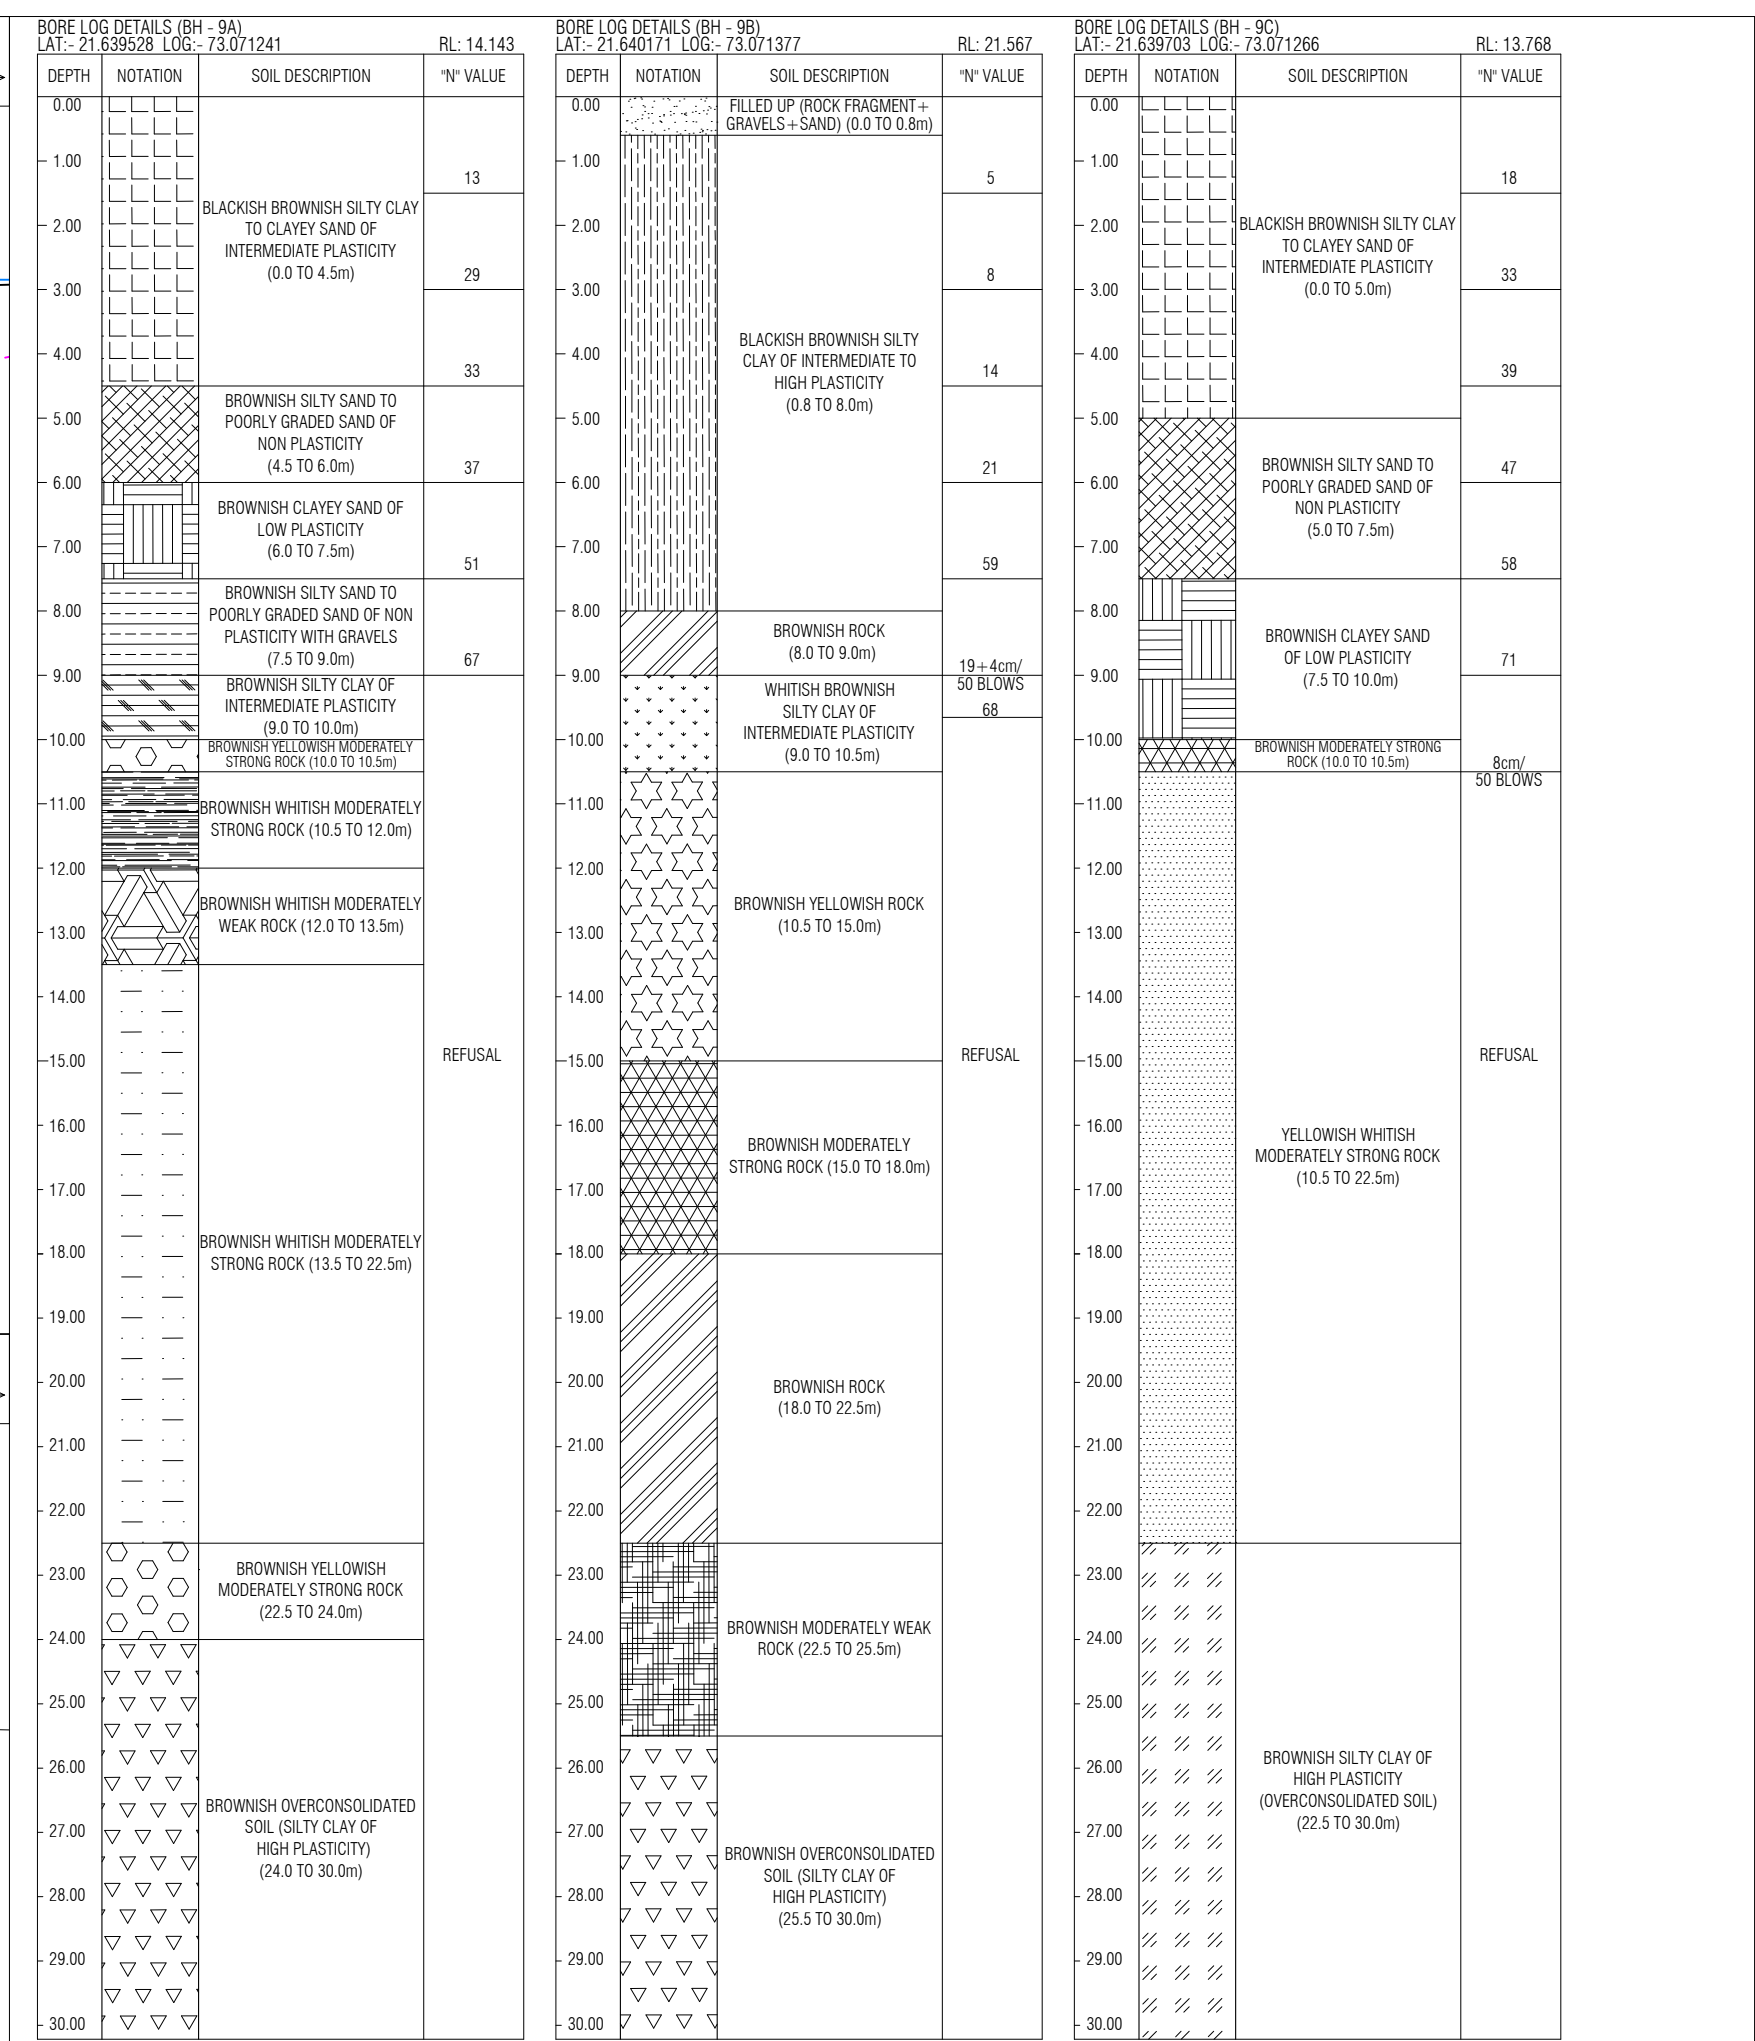 BORE LOG DETAILS (BH - 9A)
LAT:- 21.639528 LOG:- 73.071241 RL: 14.143
DEPTH NOTATION SOIL DESCRIPTION "N" VALUE
0.00
1.00
13
BLACKISH BROWNISH SILTY CLAY
2.00
TO CLAYEY SAND OF
INTERMEDIATE PLASTICITY
(0.0 TO 4.5m)
29
3.00
4.00
33
BROWNISH SILTY SAND TO
5.00
POORLY GRADED SAND OF
NON PLASTICITY
(4.5 TO 6.0m)
37
6.00
BROWNISH CLAYEY SAND OF
LOW PLASTICITY
7.00
(6.0 TO 7.5m)
51
BROWNISH SILTY SAND TO
8.00
POORLY GRADED SAND OF NON
PLASTICITY WITH GRAVELS
(7.5 TO 9.0m)
67
9.00
BROWNISH SILTY CLAY OF
INTERMEDIATE PLASTICITY
(9.0 TO 10.0m)
10.00
BROWNISH YELLOWISH MODERATELY
STRONG ROCK (10.0 TO 10.5m)
11.00
BROWNISH WHITISH MODERATELY
STRONG ROCK (10.5 TO 12.0m)
12.00
BROWNISH WHITISH MODERATELY
WEAK ROCK (12.0 TO 13.5m)
13.00
14.00
15.00
REFUSAL
16.00
17.00
18.00
BROWNISH WHITISH MODERATELY
STRONG ROCK (13.5 TO 22.5m)
19.00
20.00
21.00
22.00
23.00
BROWNISH YELLOWISH
MODERATELY STRONG ROCK
(22.5 TO 24.0m)
24.00
25.00
26.00
BROWNISH OVERCONSOLIDATED
27.00
SOIL (SILTY CLAY OF
HIGH PLASTICITY)
(24.0 TO 30.0m)
28.00
29.00
30.00
BORE LOG DETAILS (BH - 9B)
LAT:- 21.640171 LOG:- 73.071377 RL: 21.567
DEPTH NOTATION SOIL DESCRIPTION "N" VALUE
0.00
FILLED UP (ROCK FRAGMENT+
GRAVELS+SAND) (0.0 TO 0.8m)
1.00
5
2.00
8
3.00
BLACKISH BROWNISH SILTY
4.00
CLAY OF INTERMEDIATE TO
14
HIGH PLASTICITY
(0.8 TO 8.0m)
5.00
21
6.00
7.00
59
8.00
BROWNISH ROCK
(8.0 TO 9.0m)
19+4cm/
9.00
50 BLOWS
WHITISH BROWNISH
SILTY CLAY OF
68
INTERMEDIATE PLASTICITY
10.00
(9.0 TO 10.5m)
11.00
12.00
BROWNISH YELLOWISH ROCK
(10.5 TO 15.0m)
13.00
14.00
15.00
REFUSAL
16.00
BROWNISH MODERATELY
STRONG ROCK (15.0 TO 18.0m)
17.00
18.00
19.00
20.00
BROWNISH ROCK
(18.0 TO 22.5m)
21.00
22.00
23.00
BROWNISH MODERATELY WEAK
24.00
ROCK (22.5 TO 25.5m)
25.00
26.00
27.00
BROWNISH OVERCONSOLIDATED
SOIL (SILTY CLAY OF
28.00
HIGH PLASTICITY)
(25.5 TO 30.0m)
29.00
30.00
BORE LOG DETAILS (BH - 9C)
LAT:- 21.639703 LOG:- 73.071266 RL: 13.768
DEPTH NOTATION SOIL DESCRIPTION "N" VALUE
0.00
1.00
18
2.00
BLACKISH BROWNISH SILTY CLAY
TO CLAYEY SAND OF
INTERMEDIATE PLASTICITY
33
3.00
(0.0 TO 5.0m)
4.00
39
5.00
BROWNISH SILTY SAND TO
47
6.00
POORLY GRADED SAND OF
NON PLASTICITY
(5.0 TO 7.5m)
7.00
58
8.00
BROWNISH CLAYEY SAND
OF LOW PLASTICITY
71
9.00
(7.5 TO 10.0m)
10.00
BROWNISH MODERATELY STRONG
ROCK (10.0 TO 10.5m)
8cm/
50 BLOWS
11.00
12.00
13.00
14.00
15.00
REFUSAL
16.00
YELLOWISH WHITISH
MODERATELY STRONG ROCK
(10.5 TO 22.5m)
17.00
18.00
19.00
20.00
21.00
22.00
23.00
24.00
25.00
BROWNISH SILTY CLAY OF
26.00
HIGH PLASTICITY
(OVERCONSOLIDATED SOIL)
(22.5 TO 30.0m)
27.00
28.00
29.00
30.00